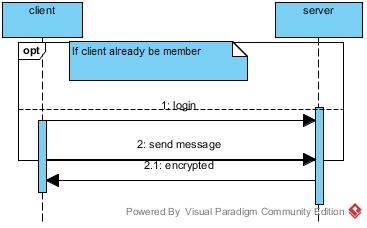 client
server
opt
If client already be member
1: login
2: send message
2.1: encrypted
Powered By Visual Paradigm Community Edition